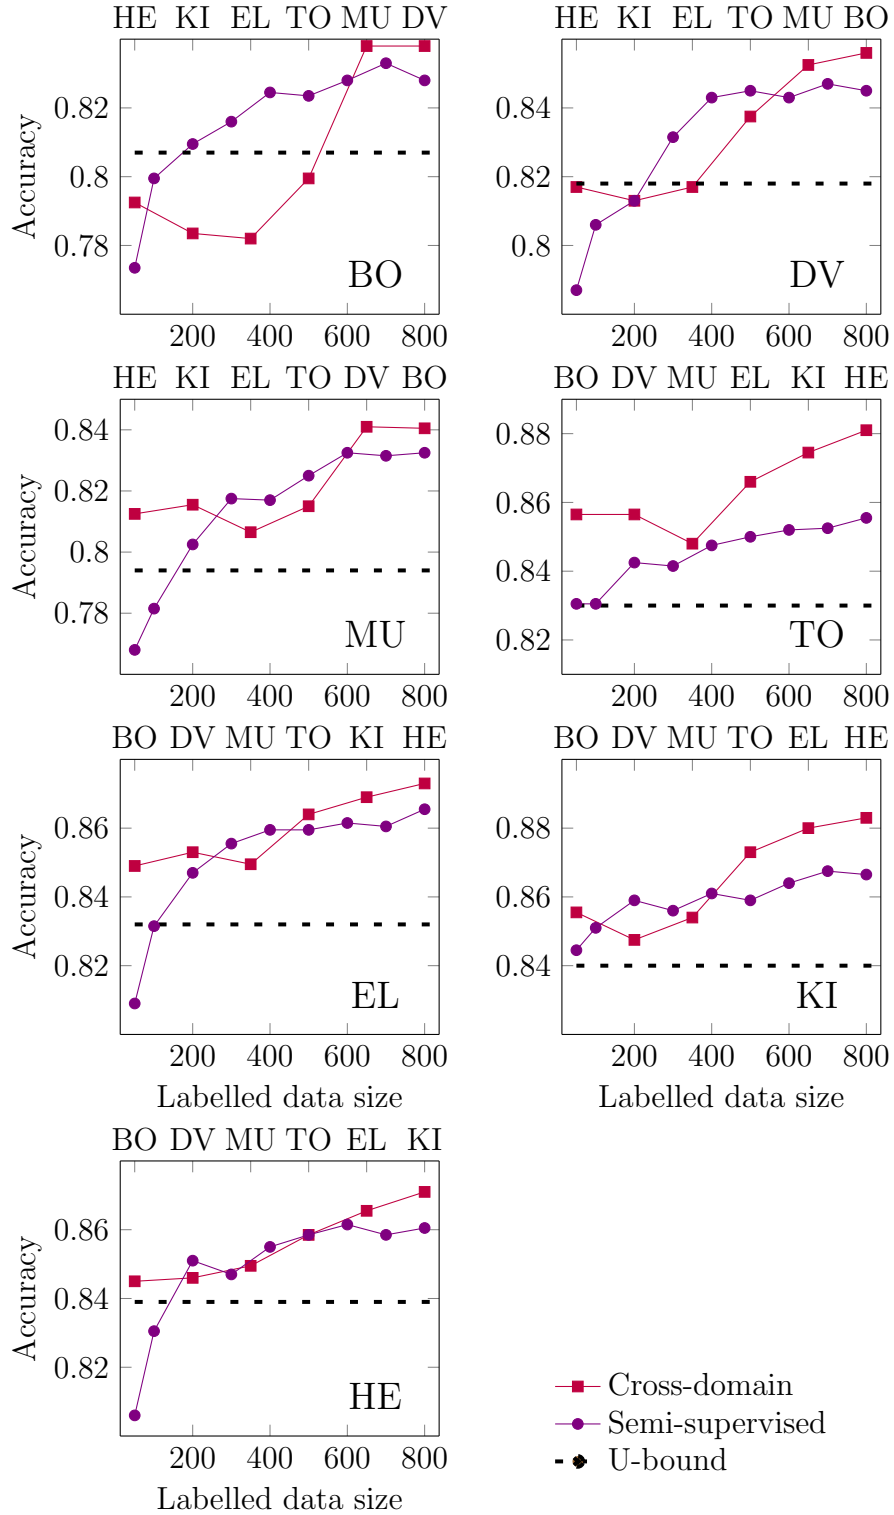 HE KI EL TO MU DV
Accuracy
0.82
0.8
0.78
BO
200 400 600 800
HE KI EL TO MU BO
0.84
0.82
0.8
DV
200 400 600 800
HE KI EL TO DV BO
Accuracy
0.84
0.82
0.8
0.78
MU
200 400 600 800
BO DV MU EL KI HE
0.88
0.86
0.84
0.82
TO
200 400 600 800
BO DV MU TO KI HE
Accuracy
0.86
0.84
0.82
EL
200 400 600 800
Labelled data size
BO DV MU TO EL HE
0.88
0.86
0.84
KI
200 400 600 800
Labelled data size
BO DV MU TO EL KI
Accuracy
0.86
0.84
0.82
HE
200 400 600 800
Labelled data size
Cross-domain
Semi-supervised
U-bound